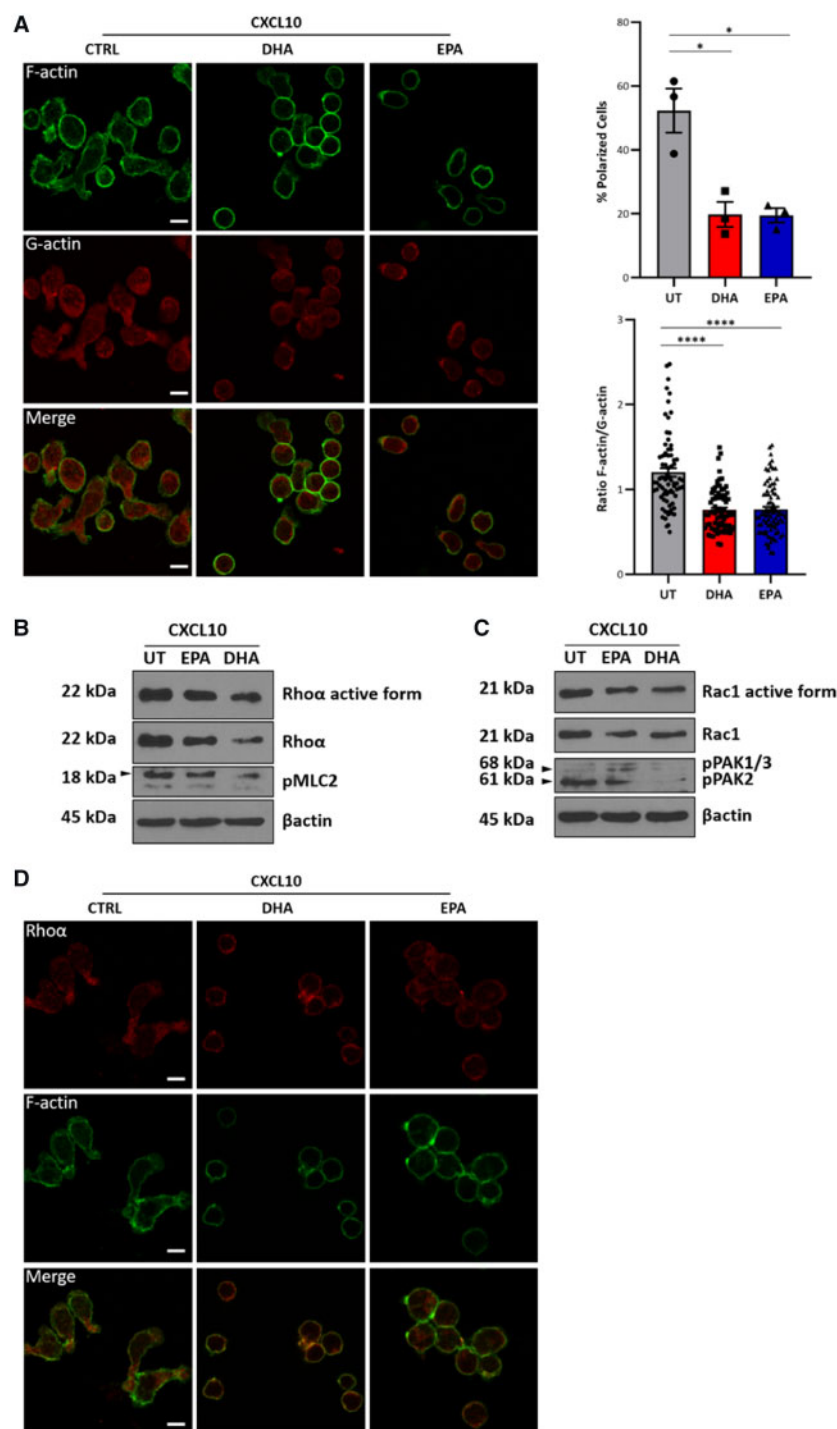 A
CXCL10
CTRL DHA EPA
F-actin
G-actin
Merge
* 
*
% Polarized Cells
80
60
40
20
0
UT DHA EPA
****
****
Ratio F-actin/G-actin
3
2
1
0
UT DHA EPA
B
CXCL10
UT EPA DHA
22 kDa Rhoα active form
22 kDa Rhoα
18 kDa pMLC2
45 kDa βactin
C
CXCL10
UT EPA DHA
21 kDa Rac1 active form
21 kDa Rac1
68 kDa pPAK1/3
61 kDa pPAK2
45 kDa βactin
D
CXCL10
CTRL DHA EPA
Rhoα
F-actin
Merge